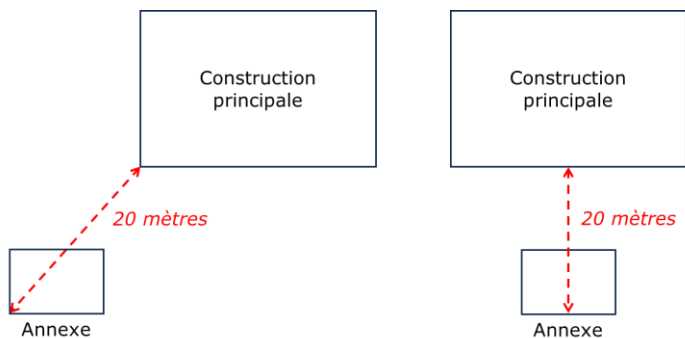 Construction
principale
20 mètres
Annexe
Construction
principale
20 mètres
Annexe